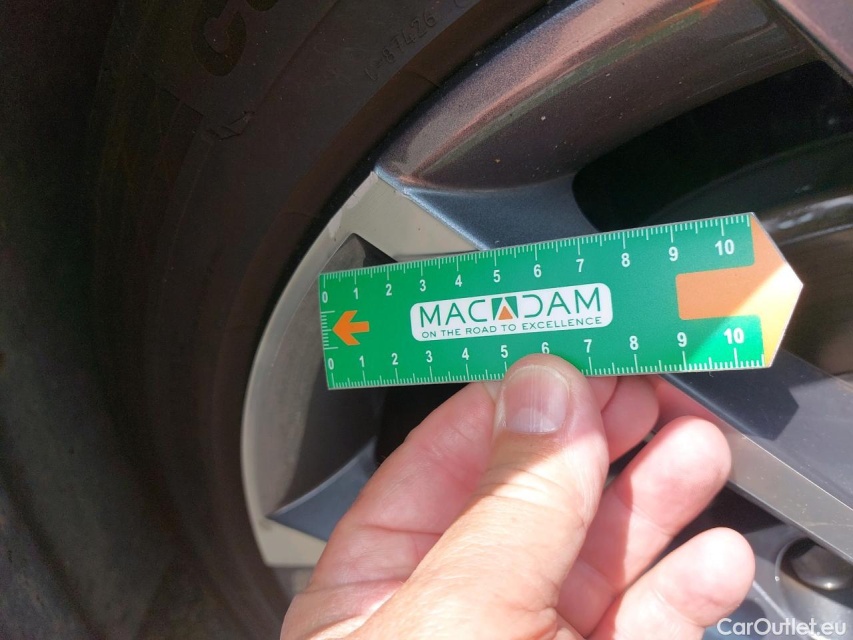 L-87426
0 1 2 3 4 5 6 7 8 9 10
MACADAM
ON THE ROAD TO EXCELLENCE
0 1 2 3 4 5 6 7 8 9 10
CarOutlet.eu